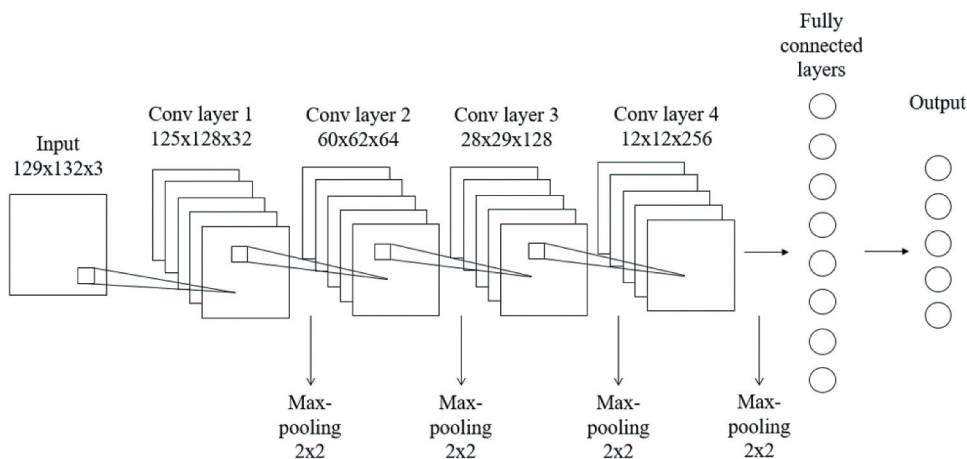 Input
129x132x3
Conv layer 1
125x128x32
Conv layer 2
60x62x64
Conv layer 3
28x29x128
Conv layer 4
12x12x256
Fully
connected
layers
Output
Max-
pooling
2x2
Max-
pooling
2x2
Max-
pooling
2x2
Max-
pooling
2x2